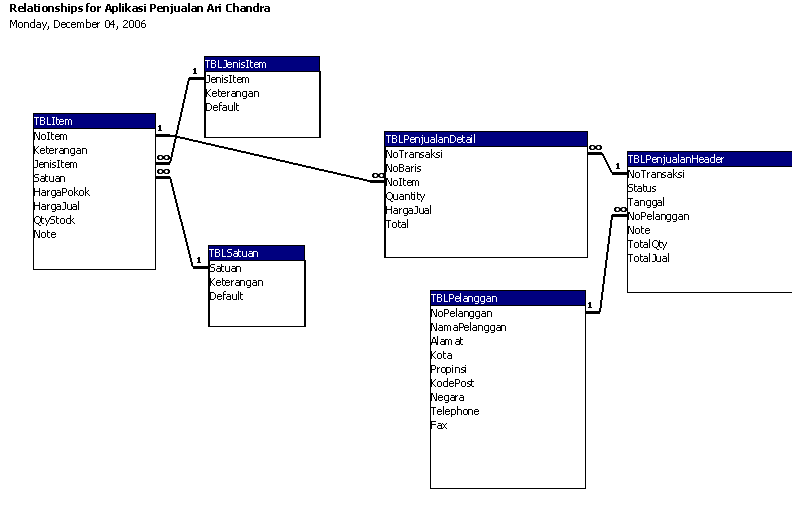 Relationships for Aplikasi Penjualan Ari Chandra
Monday, December 04, 2006
TBLJenisItem
JenisItem
Keterangan
Default
1
TBLItem
NoItem
Keterangan
JenisItem
Satuan
HargaPokok
HargaJual
QtyStock
Note
1
∞
∞
TBLSatuan
Satuan
Keterangan
Default
1
TBLPenjualanDetail
NoTransaksi
NoBaris
NoItem
Quantity
HargaJual
Total
∞
∞
TBLPenjualanHeader
NoTransaksi
Status
Tanggal
NoPelanggan
Note
TotalQty
TotalJual
1
∞
TBLPelanggan
NoPelanggan
NamaPelanggan
Alamat
Kota
Propinsi
KodePost
Negara
Telephone
Fax
1